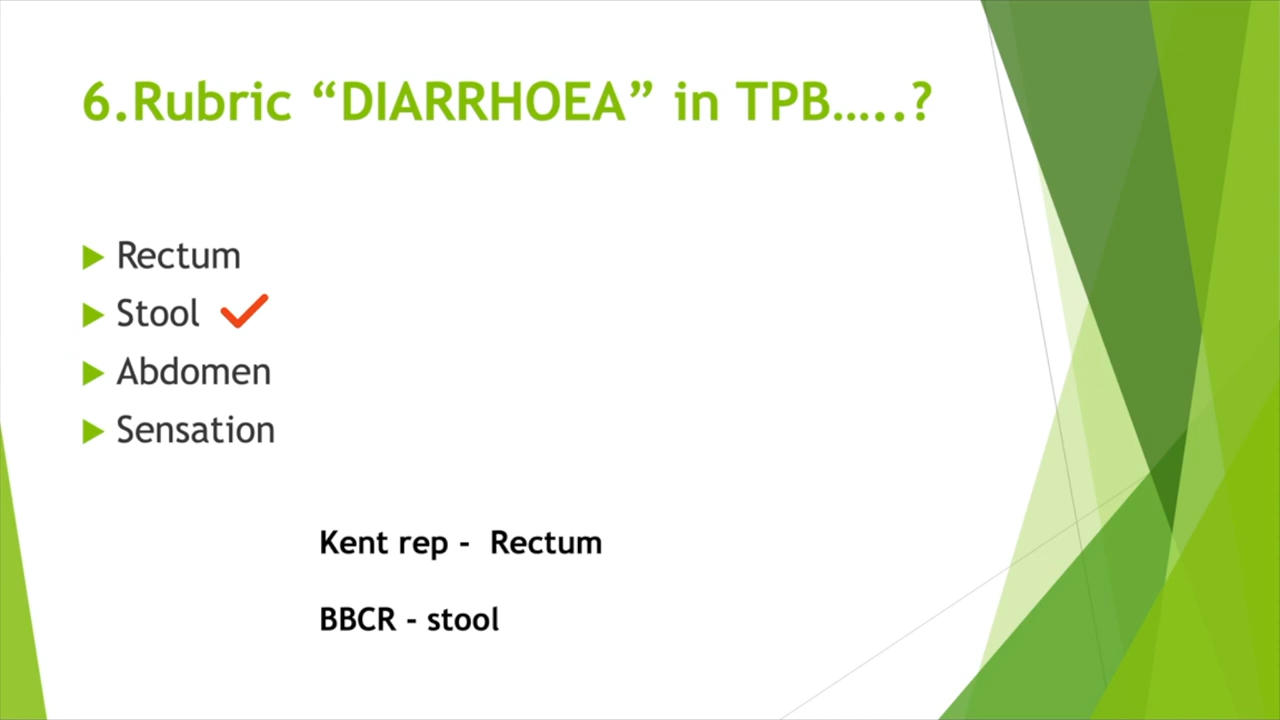 6.Rubric “DIARRHOEA” in TPB…..?
Rectum
Stool
Abdomen
Sensation
Kent rep - Rectum
BBCR - stool